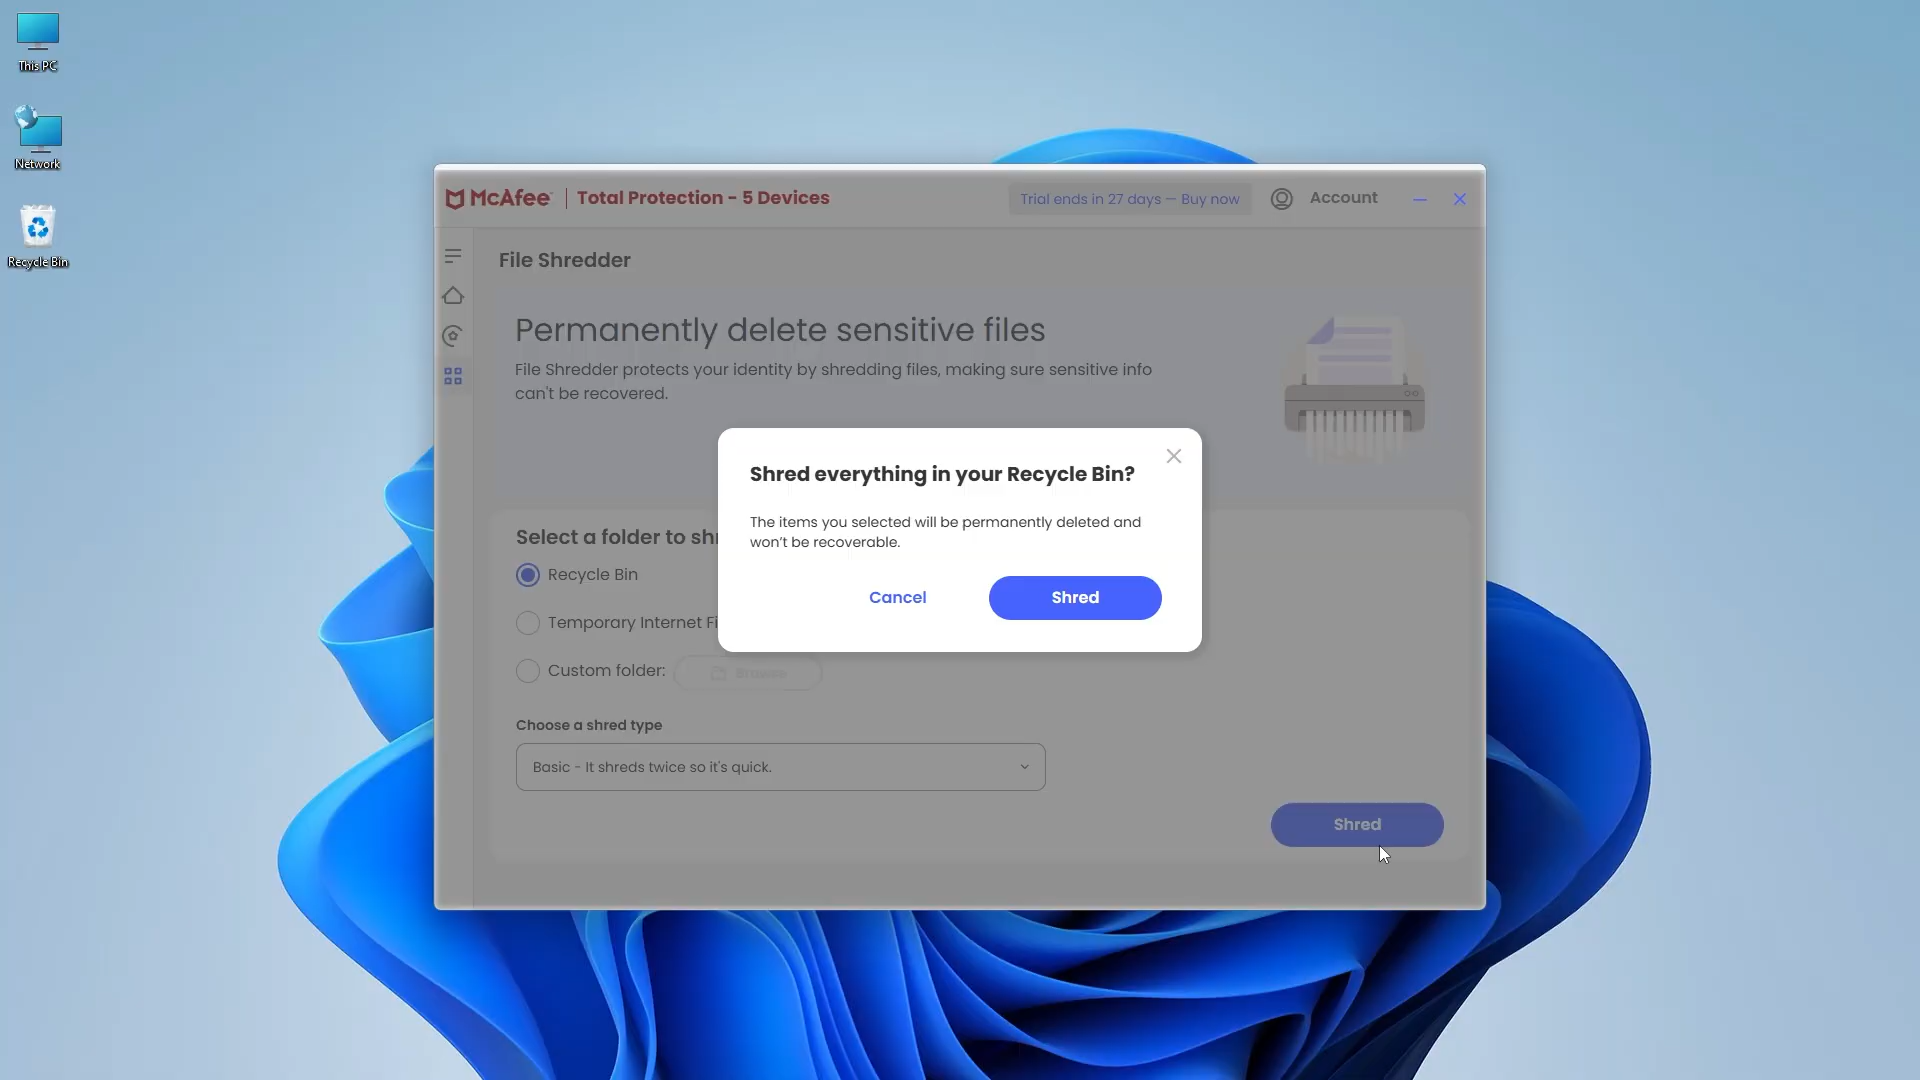 This PC
Network
Recycle Bin
McAfee
Total Protection - 5 Devices
Trial ends in 27 days — Buy now
Account
File Shredder
Permanently delete sensitive files
File Shredder protects your identity by shredding files, making sure sensitive info
can't be recovered.
Shred everything in your Recycle Bin?
The items you selected will be permanently deleted and
won’t be recoverable.
Cancel
Shred
Select a folder to shr
Recycle Bin
Temporary Internet Fi
Custom folder:
Browse
Choose a shred type
Basic - It shreds twice so it's quick.
Shred